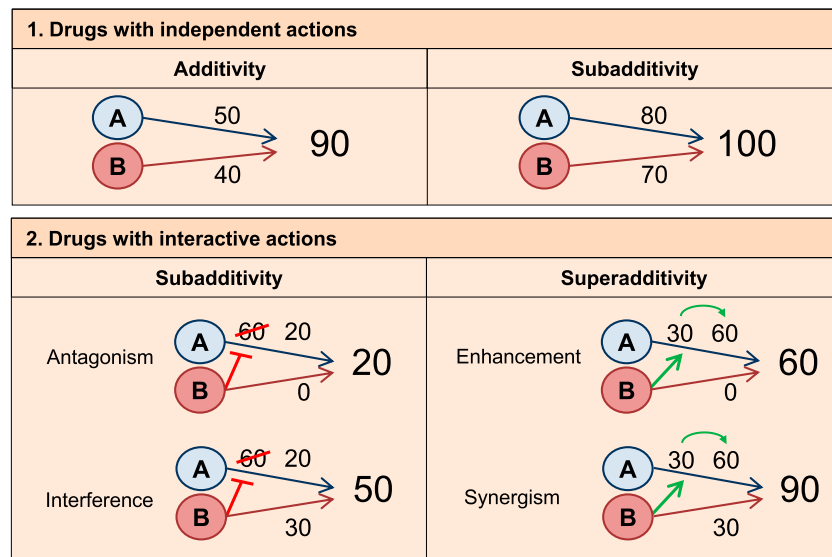 1. Drugs with independent actions
Additivity
Subadditivity
A 50
90
B 40
A 80
100
B 70
2. Drugs with interactive actions
Subadditivity
Superadditivity
Antagonism
A 60 20
20
B 0
Enhancement
A 30 60
60
B 0
Interference
A 60 20
50
B 30
Synergism
A 30 60
90
B 30